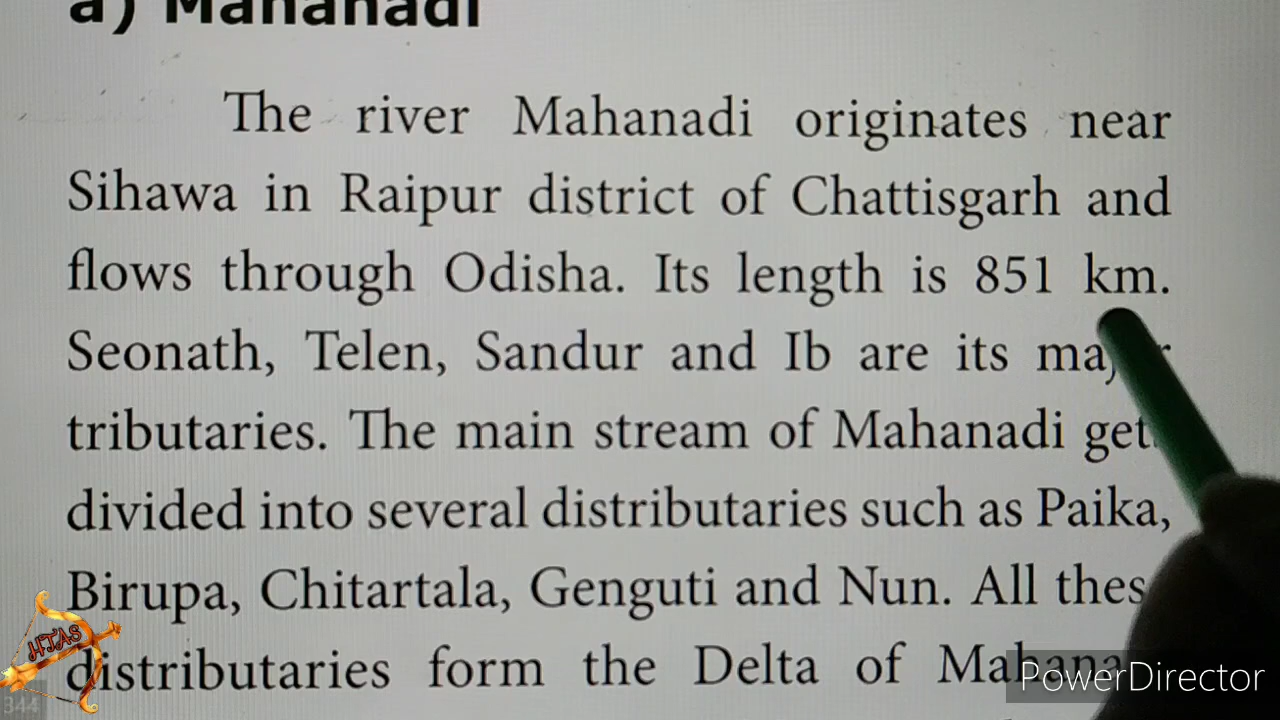 a) Mahanadi
The river Mahanadi originates near
Sihawa in Raipur district of Chattisgarh and
flows through Odisha. Its length is 851 km.
Seonath, Telen, Sandur and Ib are its
tributaries. The main stream of Mahanadi
divided into several distributaries such as Paika,
Birupa, Chitartala, Genguti and Nun. All
distributaries form the Delta of
HTAS
344
PowerDirector